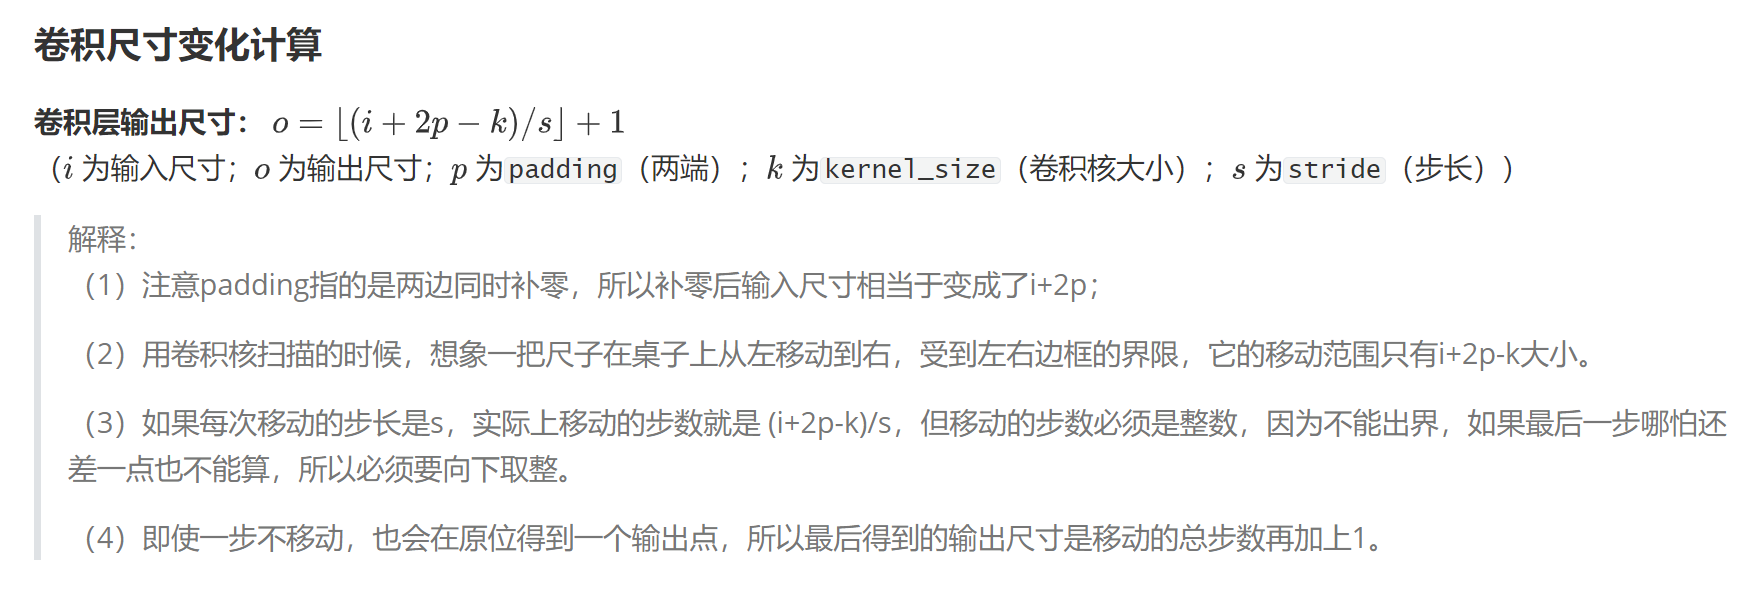 卷积尺寸变化计算
卷积层输出尺寸： o = ⌊(i + 2p − k)/s⌋ + 1
（i 为输入尺寸；o 为输出尺寸；p 为padding（两端）；k 为kernel_size（卷积核大小）；s 为stride（步长））
解释：
（1）注意padding指的是两边同时补零，所以补零后输入尺寸相当于变成了i+2p；
（2）用卷积核扫描的时候，想象一把尺子在桌子上从左移动到右，受到左右边框的界限，它的移动范围只有i+2p-k大小。
（3）如果每次移动的步长是s，实际上移动的步数就是 (i+2p-k)/s，但移动的步数必须是整数，因为不能出界，如果最后一步哪怕还
差一点也不能算，所以必须要向下取整。
（4）即使一步不移动，也会在原位得到一个输出点，所以最后得到的输出尺寸是移动的总步数再加上1。